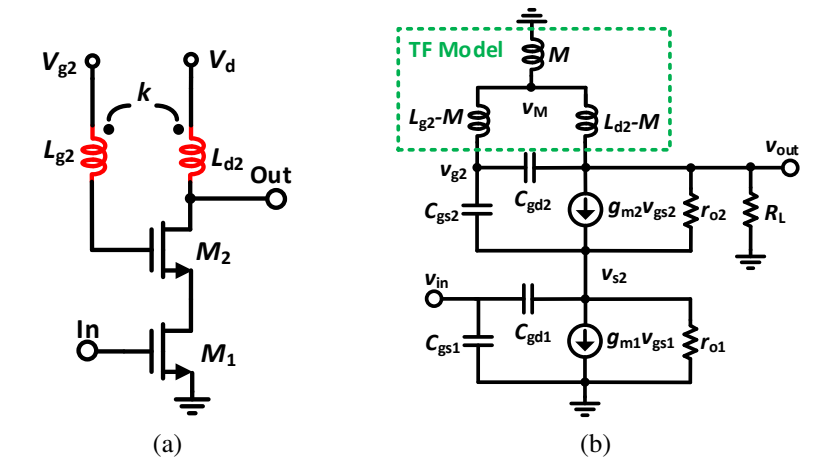 Vg2
Vd
k
Lg2
Ld2
Out
M2
In
M1
(a)
TF Model
M
Lg2-M
vM
Ld2-M
vg2
vout
Cgd2
Cgs2
gm2vgs2
ro2
RL
vs2
vin
Cgd1
Cgs1
gm1vgs1
ro1
(b)